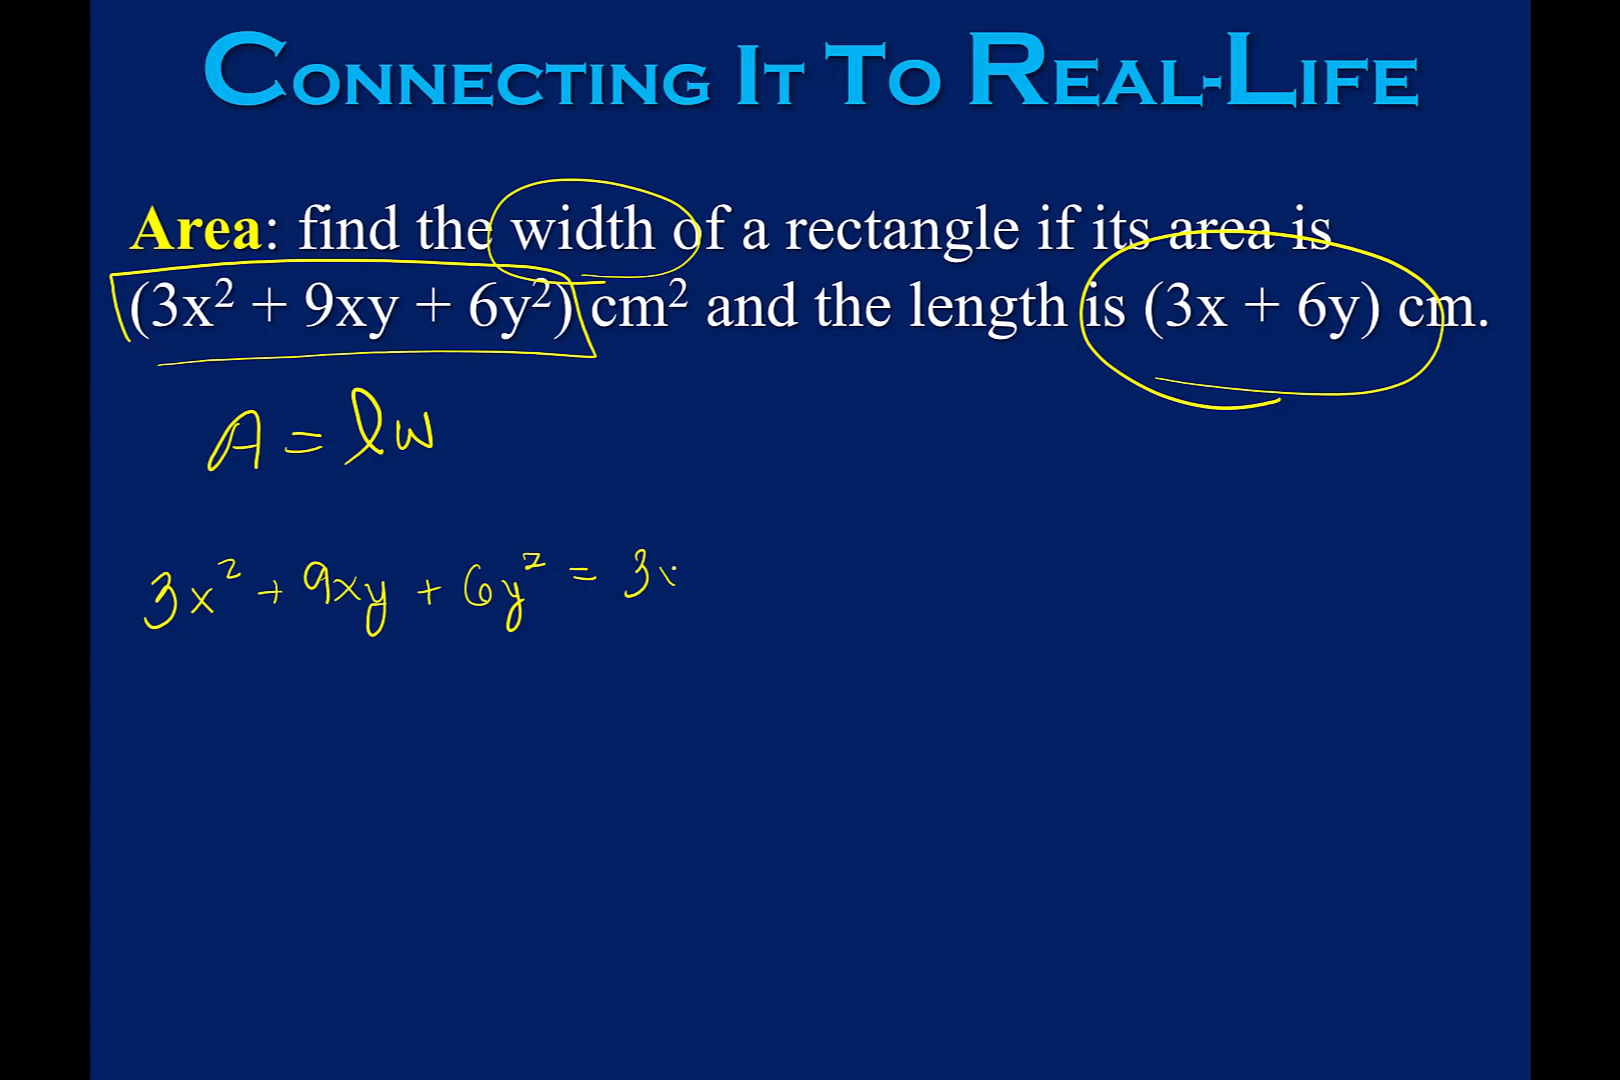 CONNECTING IT TO REAL-LIFE
Area: find the width of a rectangle if its area is
(3x² + 9xy + 6y²) cm² and the length is (3x + 6y) cm.
A = lw
3x² + 9xy + 6y² = 3x